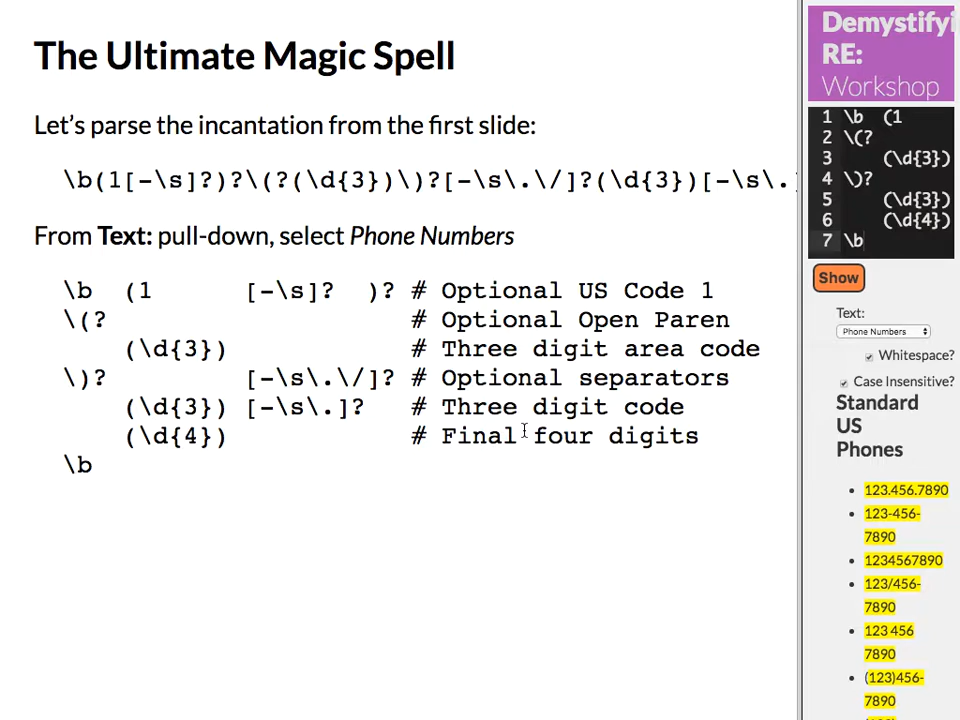 The Ultimate Magic Spell
Let's parse the incantation from the first slide:
\b(1[-\s]?)?\(?(\d{3})\)?[-\s\.\/]?(\d{3})[-\s\.]
From Text: pull-down, select Phone Numbers
\b (1 [-\s]? )? # Optional US Code 1
\(? # Optional Open Paren
(\d{3}) # Three digit area code
\)? [-\s\.\/]? # Optional separators
(\d{3}) [-\s\.]? # Three digit code
(\d{4}) # Final four digits
\b
Demystifyi
RE:
Workshop
1 \b (1
2 \(?
3 (\d{3})
4 \)?
5 (\d{3})
6 (\d{4})
7 \b
Show
Text:
Phone Numbers
Whitespace?
Case Insensitive?
Standard
US
Phones
123.456.7890
123-456-
7890
1234567890
123/456-
7890
123 456
7890
(123)456-
7890